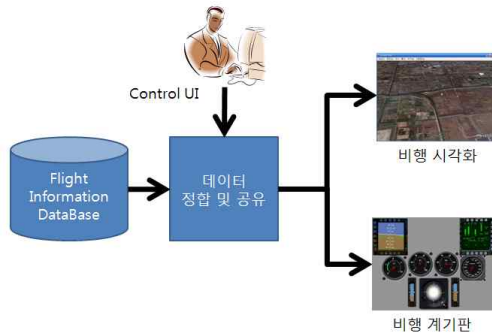 Control UI
Flight
Information
DataBase
데이터
정합 및 공유
비행 시각화
비행 계기판